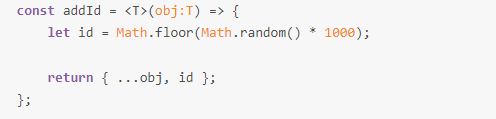 const addId = <T>(obj:T) => {
    let id = Math.floor(Math.random() * 1000);

    return { ...obj, id };
};